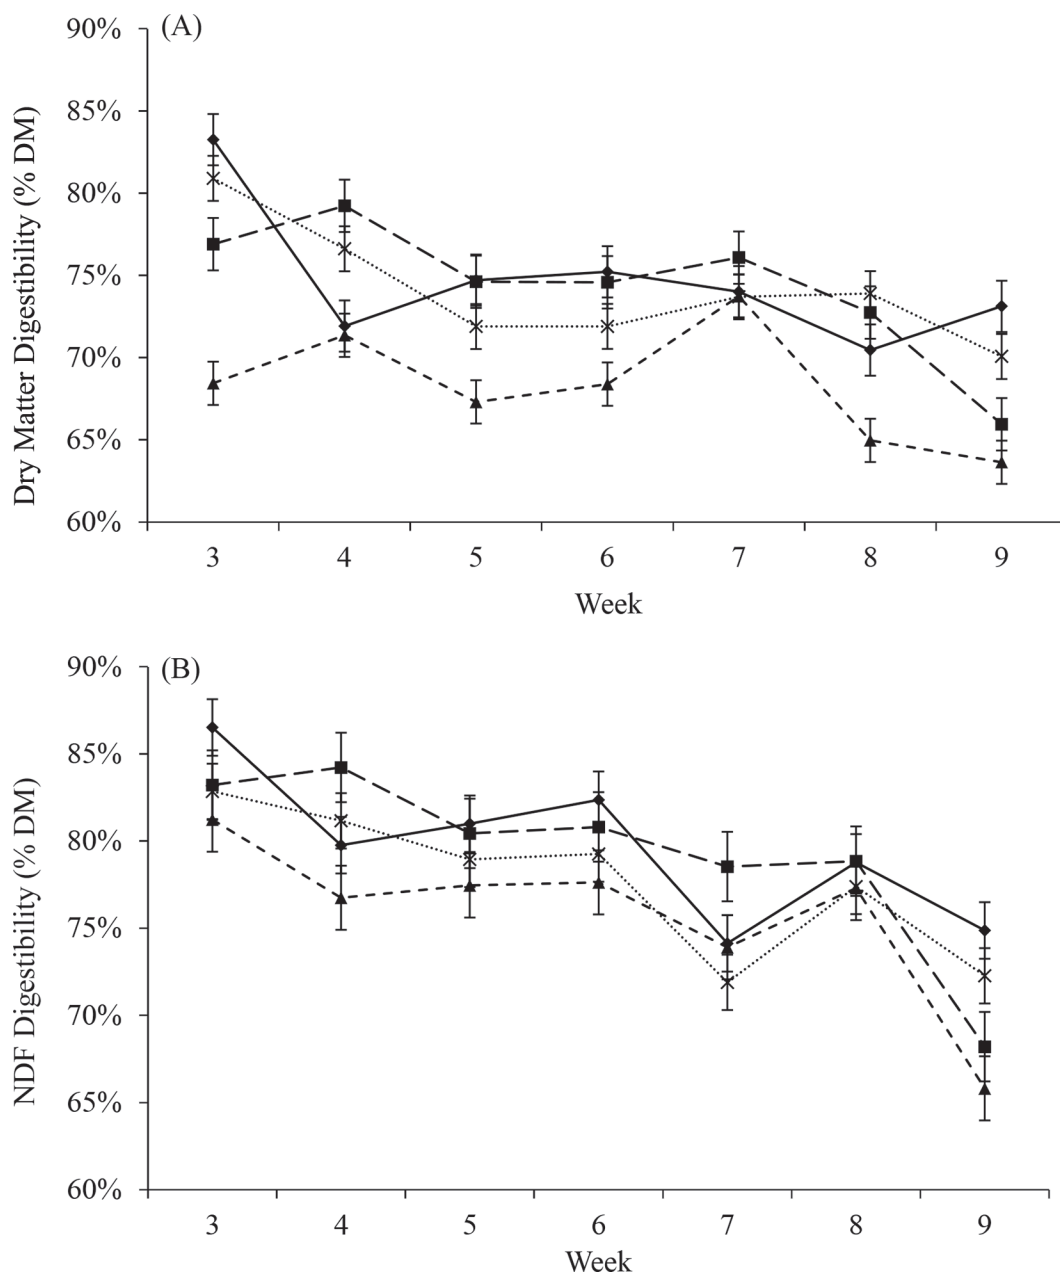 (A)
Dry Matter Digestibility (% DM)
90%
85%
80%
75%
70%
65%
60%
3 4 5 6 7 8 9
Week
(B)
NDF Digestibility (% DM)
90%
85%
80%
75%
70%
65%
60%
3 4 5 6 7 8 9
Week